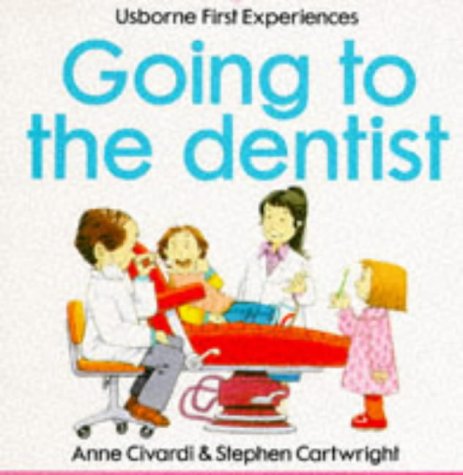 Usborne First Experiences
Going to
the dentist
Anne Civardi & Stephen Cartwright